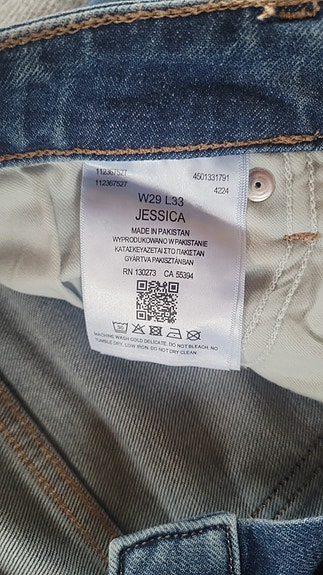 112367527 4501331791
112367527 4224
W29 L33
JESSICA
MADE IN PAKISTAN
WYPRODUKOWANO W PAKISTANIE
ΚΑΤΑΣΚΕΥΑΖΕΤΑΙ ΣΤΟ ΠΑΚΙΣΤΑΝ
GYÁRTVA PAKISZTÁNBAN
RN 130273 CA 55394
MACHINE WASH COLD DELICATE. DO NOT BLEACH. NO
TUMBLE DRY. LOW IRON. DO NOT DRY CLEAN.